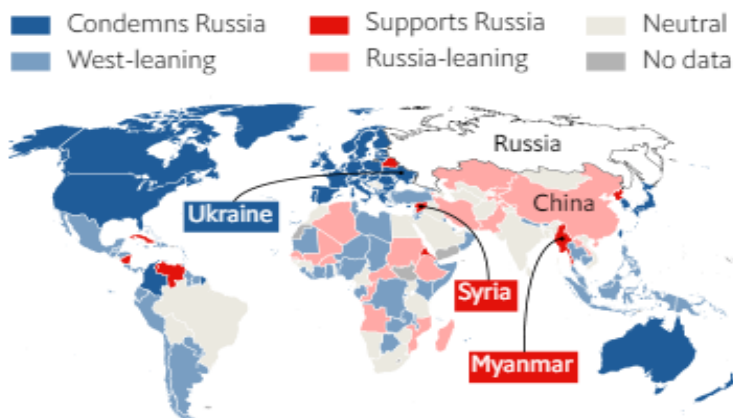 Condemns Russia
Supports Russia
Neutral
West-leaning
Russia-leaning
No data
Russia
China
Ukraine
Syria
Myanmar